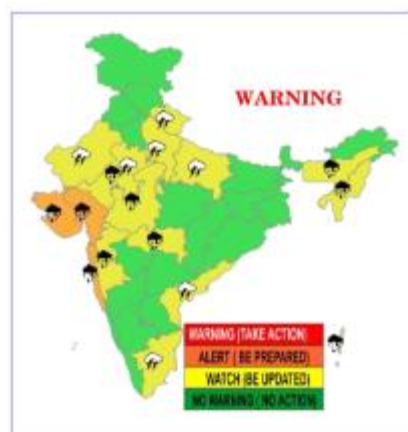 WARNING
WARNING (TAKE ACTION)
ALERT ( BE PREPARED)
WATCH (BE UPDATED)
NO WARNING ( NO ACTION)